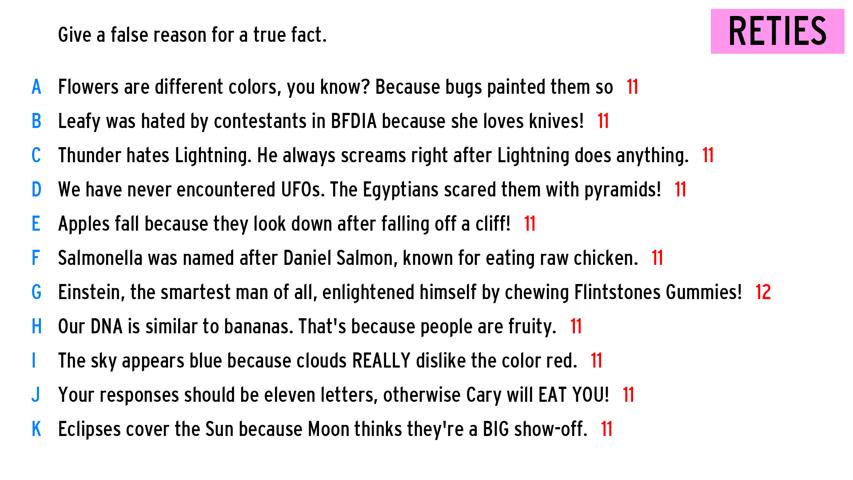 RETIES
Give a false reason for a true fact.
A Flowers are different colors, you know? Because bugs painted them so 11
B Leafy was hated by contestants in BFDIA because she loves knives! 11
C Thunder hates Lightning. He always screams right after Lightning does anything. 11
D We have never encountered UFOs. The Egyptians scared them with pyramids! 11
E Apples fall because they look down after falling off a cliff! 11
F Salmonella was named after Daniel Salmon, known for eating raw chicken. 11
G Einstein, the smartest man of all, enlightened himself by chewing Flintstones Gummies! 12
H Our DNA is similar to bananas. That's because people are fruity. 11
I The sky appears blue because clouds REALLY dislike the color red. 11
J Your responses should be eleven letters, otherwise Cary will EAT YOU! 11
K Eclipses cover the Sun because Moon thinks they're a BIG show-off. 11